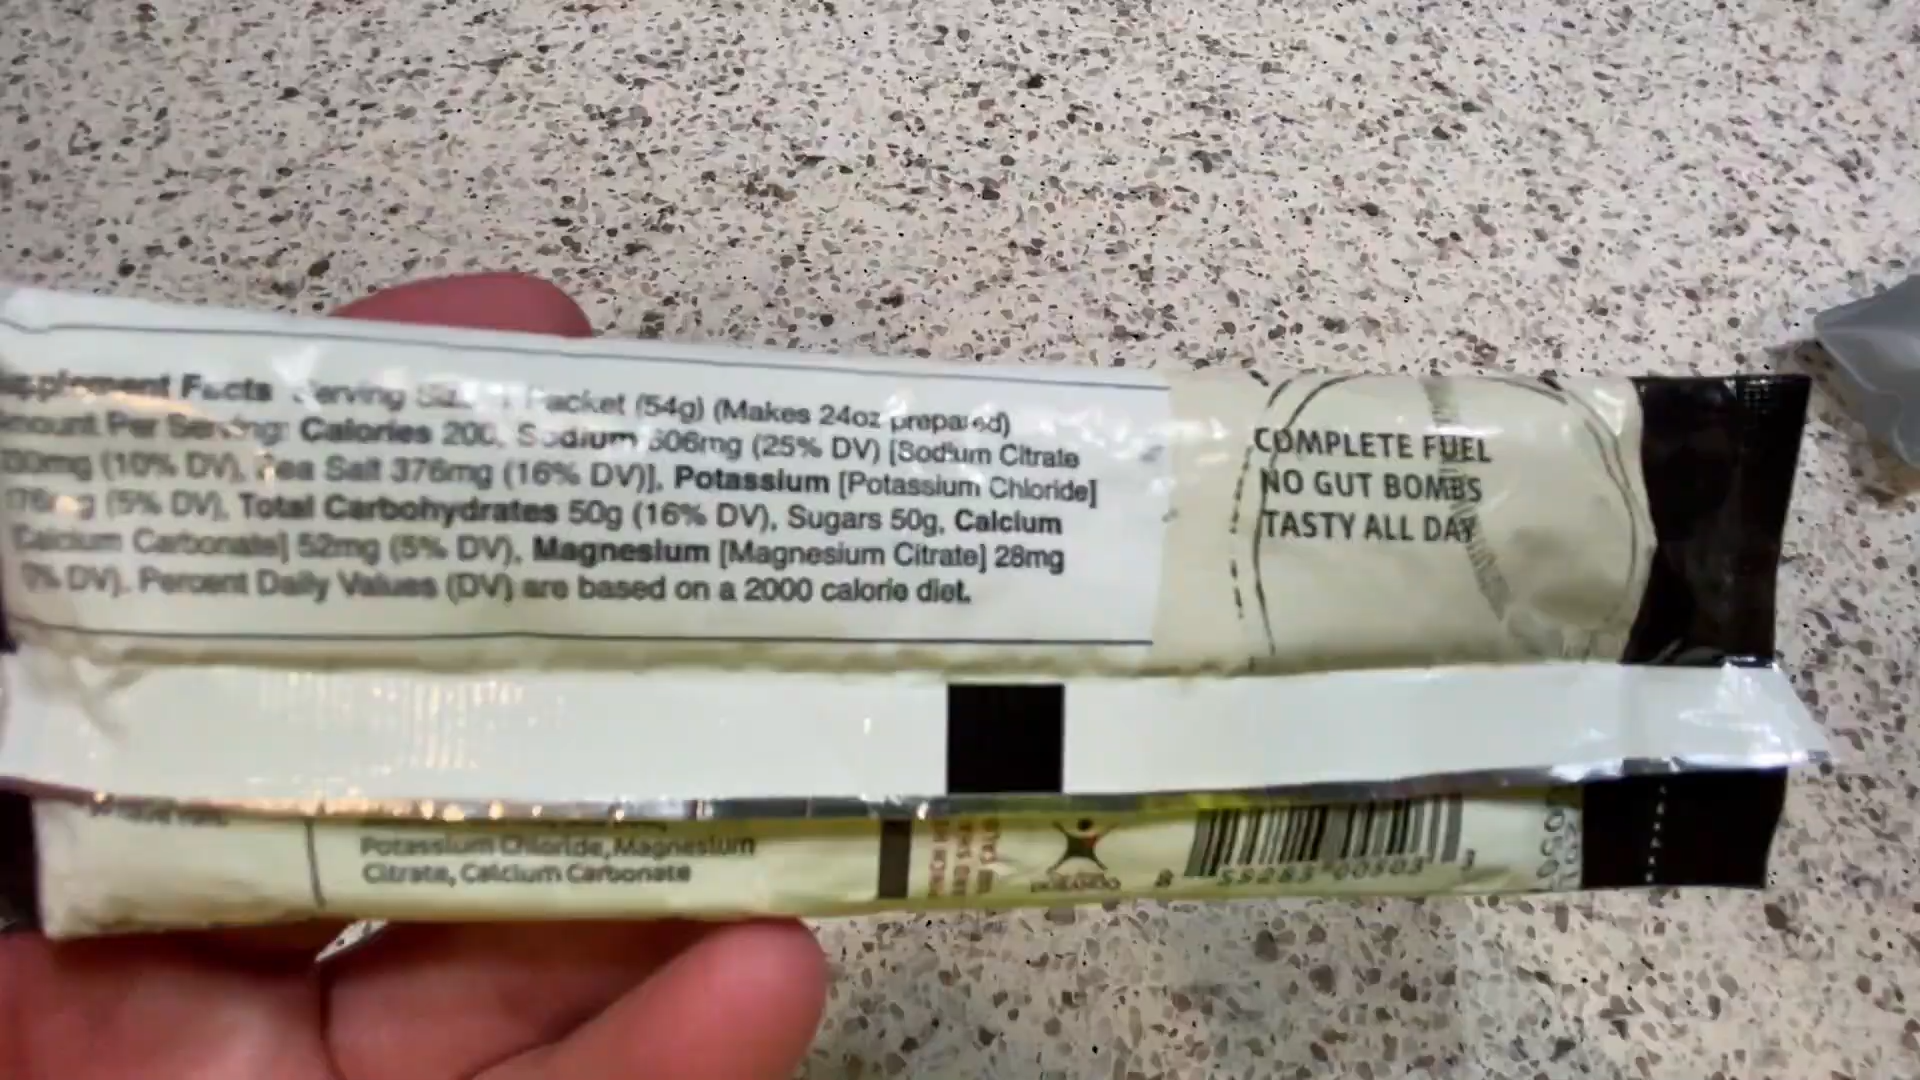 Supplement Facts Serving Size 1 Packet (54g) (Makes 24oz prepared)
Amount Per Serving: Calories 200, Sodium 606mg (25% DV) [Sodium Citrate
(10% DV), Sea Salt 376mg (16% DV)], Potassium [Potassium Chloride]
(5% DV), Total Carbohydrates 50g (16% DV), Sugars 50g, Calcium
Calcium Carbonate] 52mg (5% DV), Magnesium [Magnesium Citrate] 28mg
DV). Percent Daily Values (DV) are based on a 2000 calorie diet.
COMPLETE FUEL
NO GUT BOMBS
TASTY ALL DAY
Potassium Chloride, Magnesium
Citrate, Calcium Carbonate